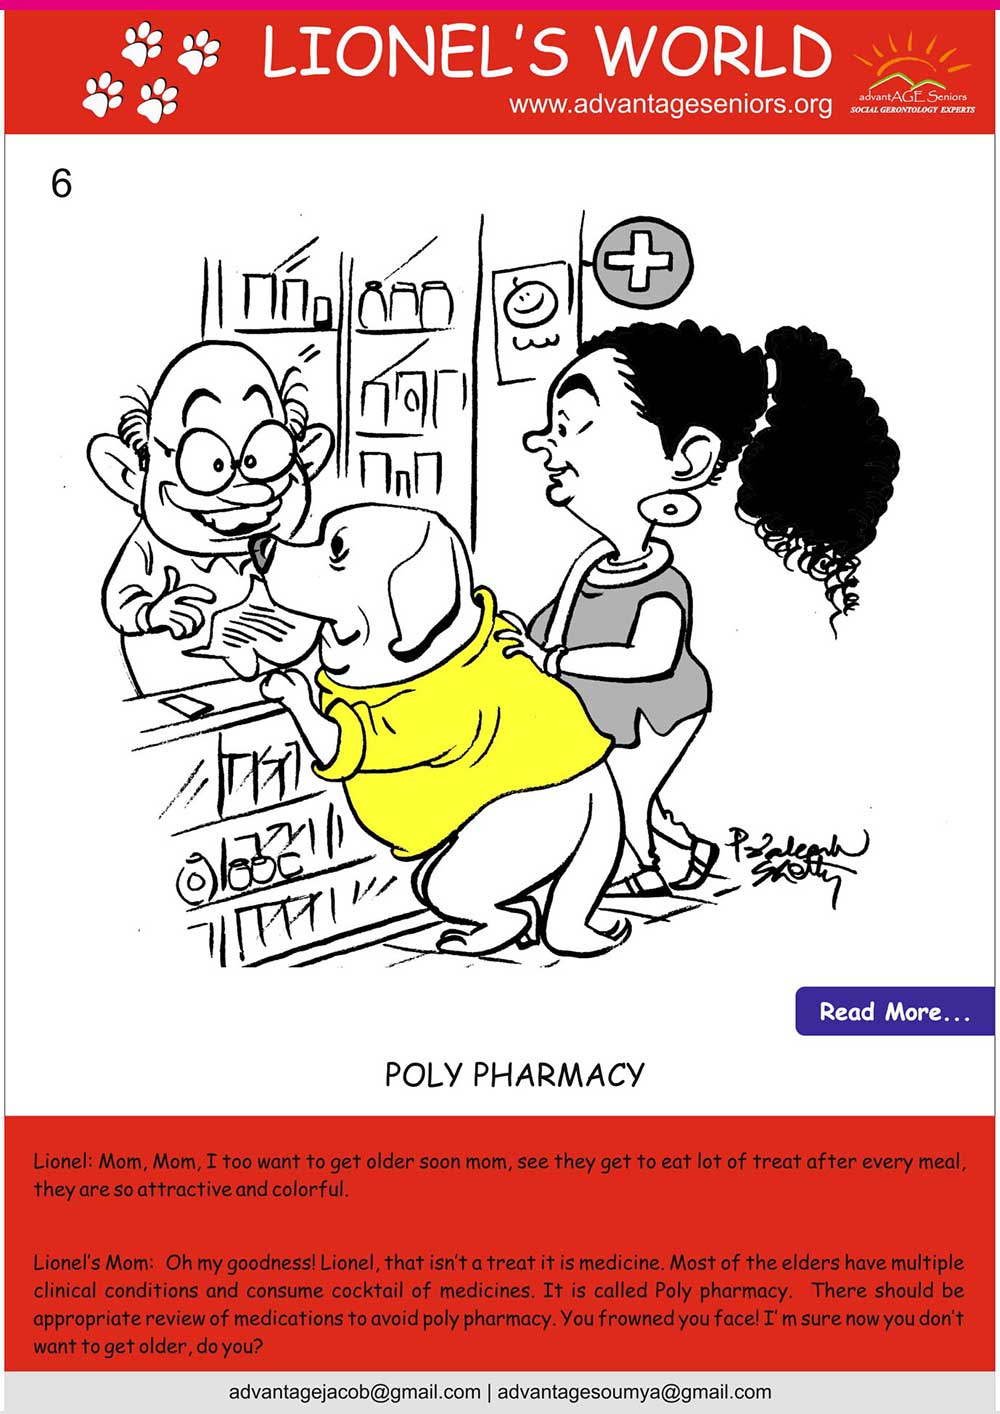 LIONEL'S WORLD
www.advantageseniors.org
advantAGE Seniors
SOCIAL GERONTOLOGY EXPERTS
6
Prakash
Shetty
Read More...
POLY PHARMACY
Lionel: Mom, Mom, I too want to get older soon mom, see they get to eat lot of treat after every meal,
they are so attractive and colorful.
Lionel's Mom: Oh my goodness! Lionel, that isn't a treat it is medicine. Most of the elders have multiple
clinical conditions and consume cocktail of medicines. It is called Poly pharmacy. There should be
appropriate review of medications to avoid poly pharmacy. You frowned you face! I'm sure now you don't
want to get older, do you?
advantagejacob@gmail.com | advantagesoumya@gmail.com